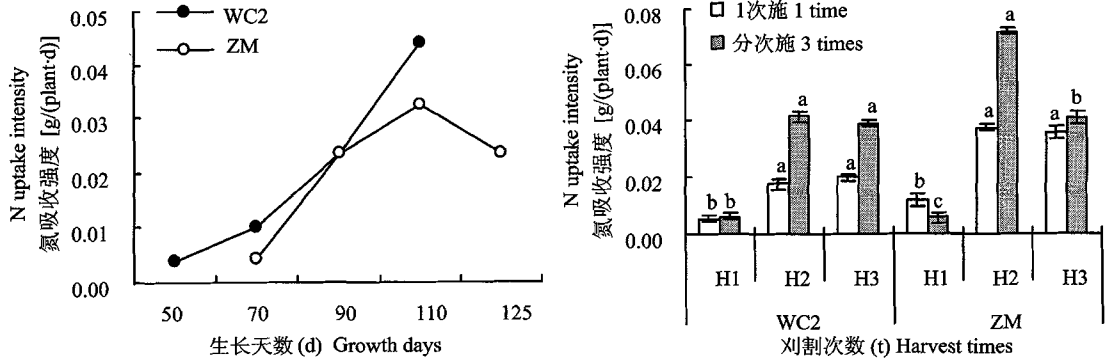 N uptake intensity
氮吸收强度 [g/(plant·d)]
0.05
0.04
0.03
0.02
0.01
0.00
WC2
ZM
50 70 90 110 125
生长天数 (d) Growth days
N uptake intensity
氮吸收强度 [g/(plant·d)]
0.08
0.06
0.04
0.02
0.00
1次施 1 time
分次施 3 times
b b a a a a b c a a a b
H1 H2 H3 H1 H2 H3
WC2 ZM
刈割次数 (t) Harvest times